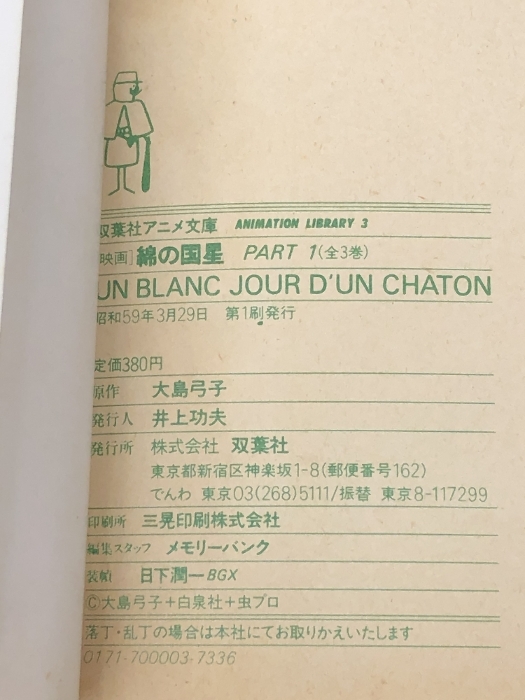 双葉社アニメ文庫 ANIMATION LIBRARY 3
[映画] 綿の国星 PART 1(全3巻)
UN BLANC JOUR D'UN CHATON
昭和59年3月29日 第1刷発行
定価380円
原作 大島弓子
発行人 井上功夫
発行所 株式会社 双葉社
東京都新宿区神楽坂1-8(郵便番号162)
でんわ 東京03(268)5111/振替 東京8-117299
印刷所 三晃印刷株式会社
編集スタッフ メモリーバンク
装幀 日下潤一BGX
©大島弓子+白泉社+虫プロ
落丁・乱丁の場合は本社にてお取りかえいたします
0171-700003-7336